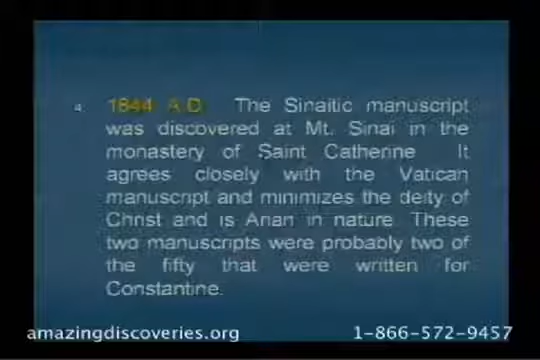 4. 1844 A.D. The Sinaitic manuscript
was discovered at Mt. Sinai in the
monastery of Saint Catherine. It
agrees closely with the Vatican
manuscript and minimizes the deity of
Christ and is Arian in nature. These
two manuscripts were probably two of
the fifty that were written for
Constantine.
amazingdiscoveries.org 1-866-572-9457